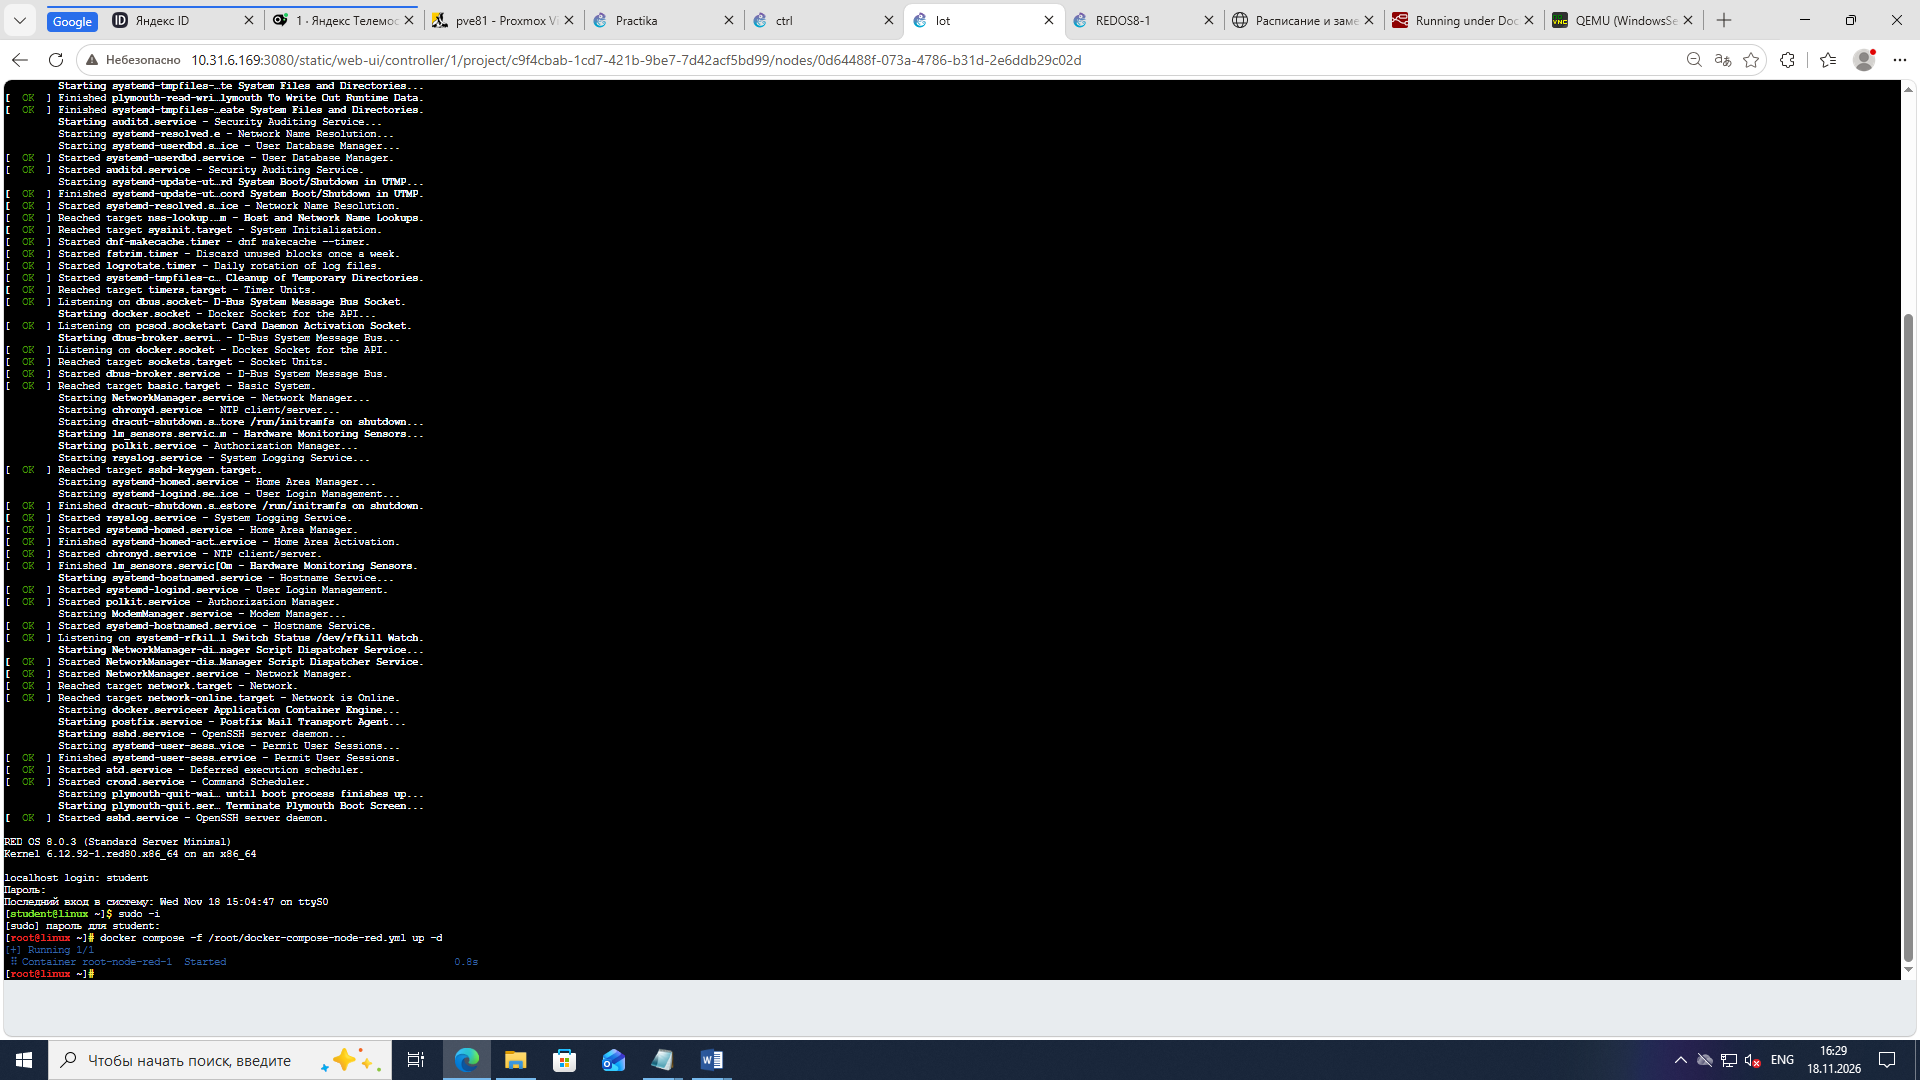 Google
Яндекс ID
1 · Яндекс Телемос
pve81 - Proxmox Vi
Practika
ctrl
Iot
REDOS8-1
Расписание и заме
Running under Doc
QEMU (WindowsSe
Небезопасно
10.31.6.169:3080/static/web-ui/controller/1/project/c9f4cbab-1cd7-421b-9be7-7d42acf5bd99/nodes/0d64488f-073a-4786-b31d-2e6ddb29c02d
Starting systemd-tmpfiles-…te System Files and Directories...
[  OK  ] Finished plymouth-read-wri…lymouth To Write Out Runtime Data.
[  OK  ] Finished systemd-tmpfiles-…eate System Files and Directories.
Starting auditd.service - Security Auditing Service...
Starting systemd-resolved.e - Network Name Resolution...
Starting systemd-userdbd.s…ice - User Database Manager...
[  OK  ] Started systemd-userdbd.service - User Database Manager.
[  OK  ] Started auditd.service - Security Auditing Service.
Starting systemd-update-ut…rd System Boot/Shutdown in UTMP...
[  OK  ] Finished systemd-update-ut…cord System Boot/Shutdown in UTMP.
[  OK  ] Started systemd-resolved.s…ice - Network Name Resolution.
[  OK  ] Reached target nss-lookup.…m - Host and Network Name Lookups.
[  OK  ] Reached target sysinit.target - System Initialization.
[  OK  ] Started dnf-makecache.timer - dnf makecache --timer.
[  OK  ] Started fstrim.timer - Discard unused blocks once a week.
[  OK  ] Started logrotate.timer - Daily rotation of log files.
[  OK  ] Started systemd-tmpfiles-c… Cleanup of Temporary Directories.
[  OK  ] Reached target timers.target - Timer Units.
[  OK  ] Listening on dbus.socket- D-Bus System Message Bus Socket.
Starting docker.socket - Docker Socket for the API...
[  OK  ] Listening on pcscd.socketart Card Daemon Activation Socket.
Starting dbus-broker.servi… - D-Bus System Message Bus...
[  OK  ] Listening on docker.socket - Docker Socket for the API.
[  OK  ] Reached target sockets.target - Socket Units.
[  OK  ] Started dbus-broker.service - D-Bus System Message Bus.
[  OK  ] Reached target basic.target - Basic System.
Starting NetworkManager.service - Network Manager...
Starting chronyd.service - NTP client/server...
Starting dracut-shutdown.s…tore /run/initramfs on shutdown...
Starting lm_sensors.servic…m - Hardware Monitoring Sensors...
Starting polkit.service - Authorization Manager...
Starting rsyslog.service - System Logging Service...
[  OK  ] Reached target sshd-keygen.target.
Starting systemd-homed.service - Home Area Manager...
Starting systemd-logind.se…ice - User Login Management...
[  OK  ] Finished dracut-shutdown.s…estore /run/initramfs on shutdown.
[  OK  ] Started rsyslog.service - System Logging Service.
[  OK  ] Started systemd-homed.service - Home Area Manager.
[  OK  ] Finished systemd-homed-act…ervice - Home Area Activation.
[  OK  ] Started chronyd.service - NTP client/server.
[  OK  ] Finished lm_sensors.servic[0m - Hardware Monitoring Sensors.
Starting systemd-hostnamed.service - Hostname Service...
[  OK  ] Started systemd-logind.service - User Login Management.
[  OK  ] Started polkit.service - Authorization Manager.
Starting ModemManager.service - Modem Manager...
[  OK  ] Started systemd-hostnamed.service - Hostname Service.
[  OK  ] Listening on systemd-rfkil…l Switch Status /dev/rfkill Watch.
Starting NetworkManager-di…nager Script Dispatcher Service...
[  OK  ] Started NetworkManager-dis…Manager Script Dispatcher Service.
[  OK  ] Started NetworkManager.service - Network Manager.
[  OK  ] Reached target network.target - Network.
[  OK  ] Reached target network-online.target - Network is Online.
Starting docker.serviceer Application Container Engine...
Starting postfix.service - Postfix Mail Transport Agent...
Starting sshd.service - OpenSSH server daemon...
Starting systemd-user-sess…vice - Permit User Sessions...
[  OK  ] Finished systemd-user-sess…ervice - Permit User Sessions.
[  OK  ] Started atd.service - Deferred execution scheduler.
[  OK  ] Started crond.service - Command Scheduler.
Starting plymouth-quit-wai… until boot process finishes up...
Starting plymouth-quit.ser… Terminate Plymouth Boot Screen...
[  OK  ] Started sshd.service - OpenSSH server daemon.
RED OS 8.0.3 (Standard Server Minimal)
Kernel 6.12.92-1.red80.x86_64 on an x86_64
localhost login: student
Пароль:
Последний вход в систему: Wed Nov 18 15:04:47 on ttyS0
[student@linux ~]$ sudo -i
[sudo] пароль для student:
[root@linux ~]# docker compose -f /root/docker-compose-node-red.yml up -d
[+] Running 1/1
⠿ Container root-node-red-1  Started 0.8s
[root@linux ~]#
Чтобы начать поиск, введите
ENG
16:29
18.11.2026